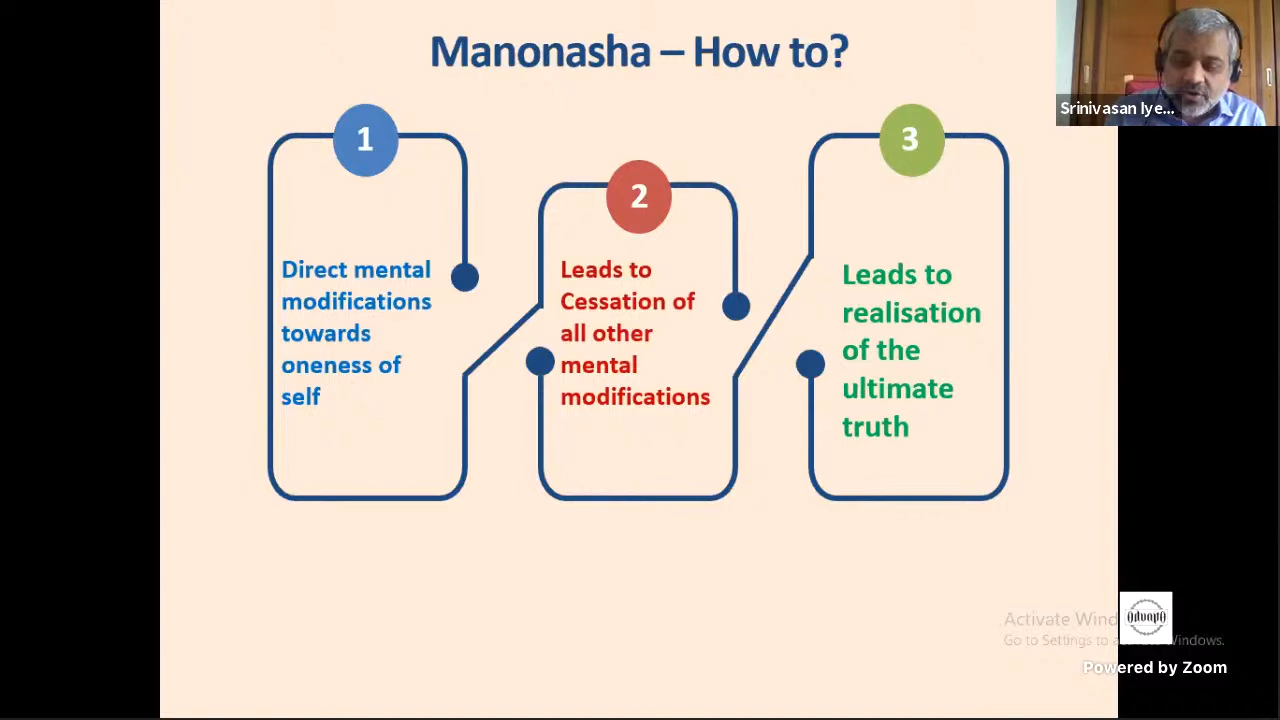 Manonasha – How to?
Srinivasan Iye...
1
Direct mental
modifications
towards
oneness of
self
2
Leads to
Cessation of
all other
mental
modifications
3
Leads to
realisation
of the
ultimate
truth
Activate Wind
Go to Settings to a Windows.
Powered by Zoom